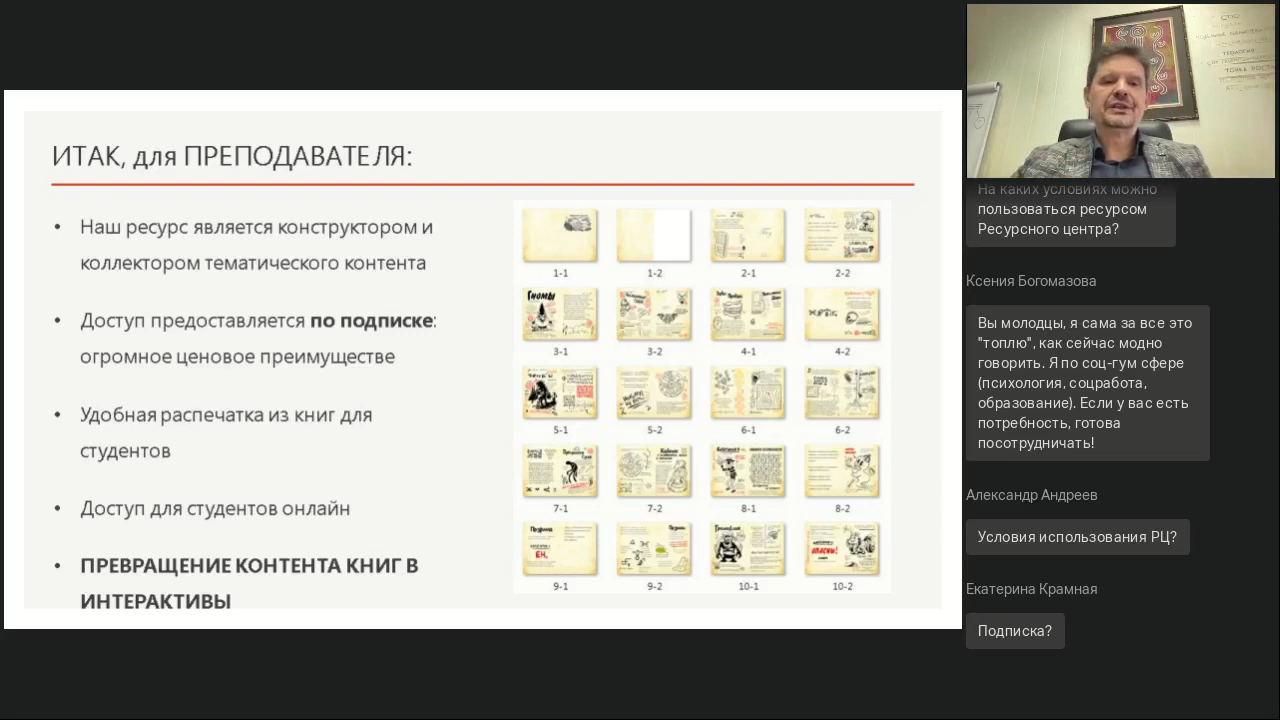 ИТАК, для ПРЕПОДАВАТЕЛЯ:
• Наш ресурс является конструктором и
коллектором тематического контента
• Доступ предоставляется по подписке:
огромное ценовое преимуществе
• Удобная распечатка из книг для
студентов
• Доступ для студентов онлайн
• ПРЕВРАЩЕНИЕ КОНТЕНТА КНИГ В
ИНТЕРАКТИВЫ
1-1 1-2 2-1 2-2
Гномы
3-1 3-2 4-1 4-2
5-1 5-2 6-1 6-2
7-1 7-2 8-1 8-2
9-1 9-2 10-1 10-2
ТЕОЛОГИЯ
ТОЧКА РОСТА
На каких условиях можно
пользоваться ресурсом
Ресурсного центра?
Ксения Богомазова
Вы молодцы, я сама за все это
"топлю", как сейчас модно
говорить. Я по соц-гум сфере
(психология, соцработа,
образование). Если у вас есть
потребность, готова
посотрудничать!
Александр Андреев
Условия использования РЦ?
Екатерина Крамная
Подписка?